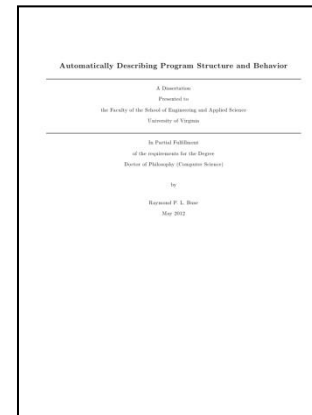 Automatically Describing Program Structure and Behavior
A Dissertation
Presented to
the Faculty of the School of Engineering and Applied Science
University of Virginia
In Partial Fulfillment
of the requirements for the Degree
Doctor of Philosophy (Computer Science)
by
Raymond P. L. Buse
May 2012